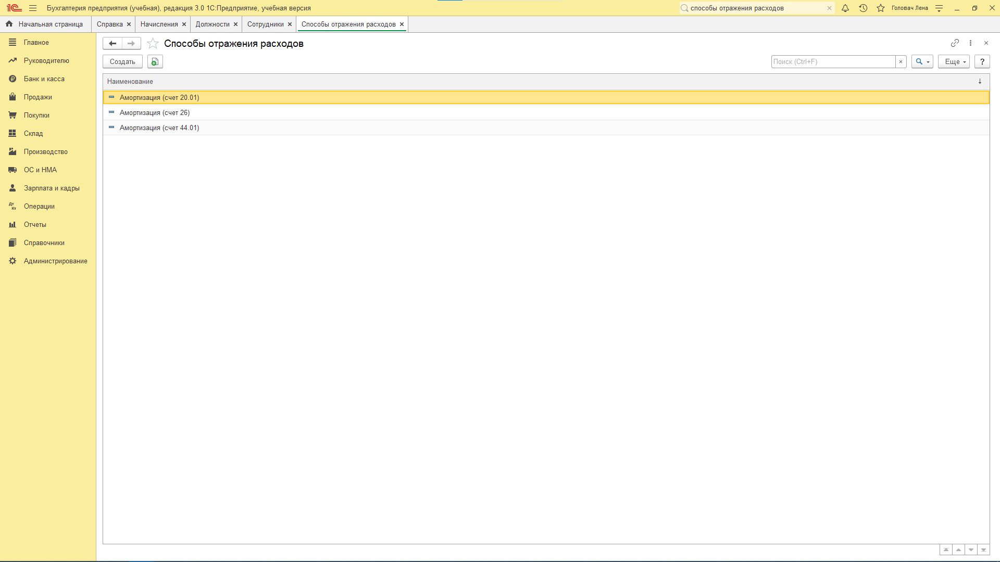 1С Бухгалтерия предприятия (учебная), редакция 3.0 1С:Предприятие, учебная версия способы отражения расходов Головач Лена
Начальная страница Справка Начисления Должности Сотрудники Способы отражения расходов
Главное
Руководителю
Банк и касса
Продажи
Покупки
Склад
Производство
ОС и НМА
Зарплата и кадры
Дт Кт Операции
Отчеты
Справочники
Администрирование
Способы отражения расходов
Создать Поиск (Ctrl+F) × Еще ?
Наименование ↓
Амортизация (счет 20.01)
Амортизация (счет 26)
Амортизация (счет 44.01)